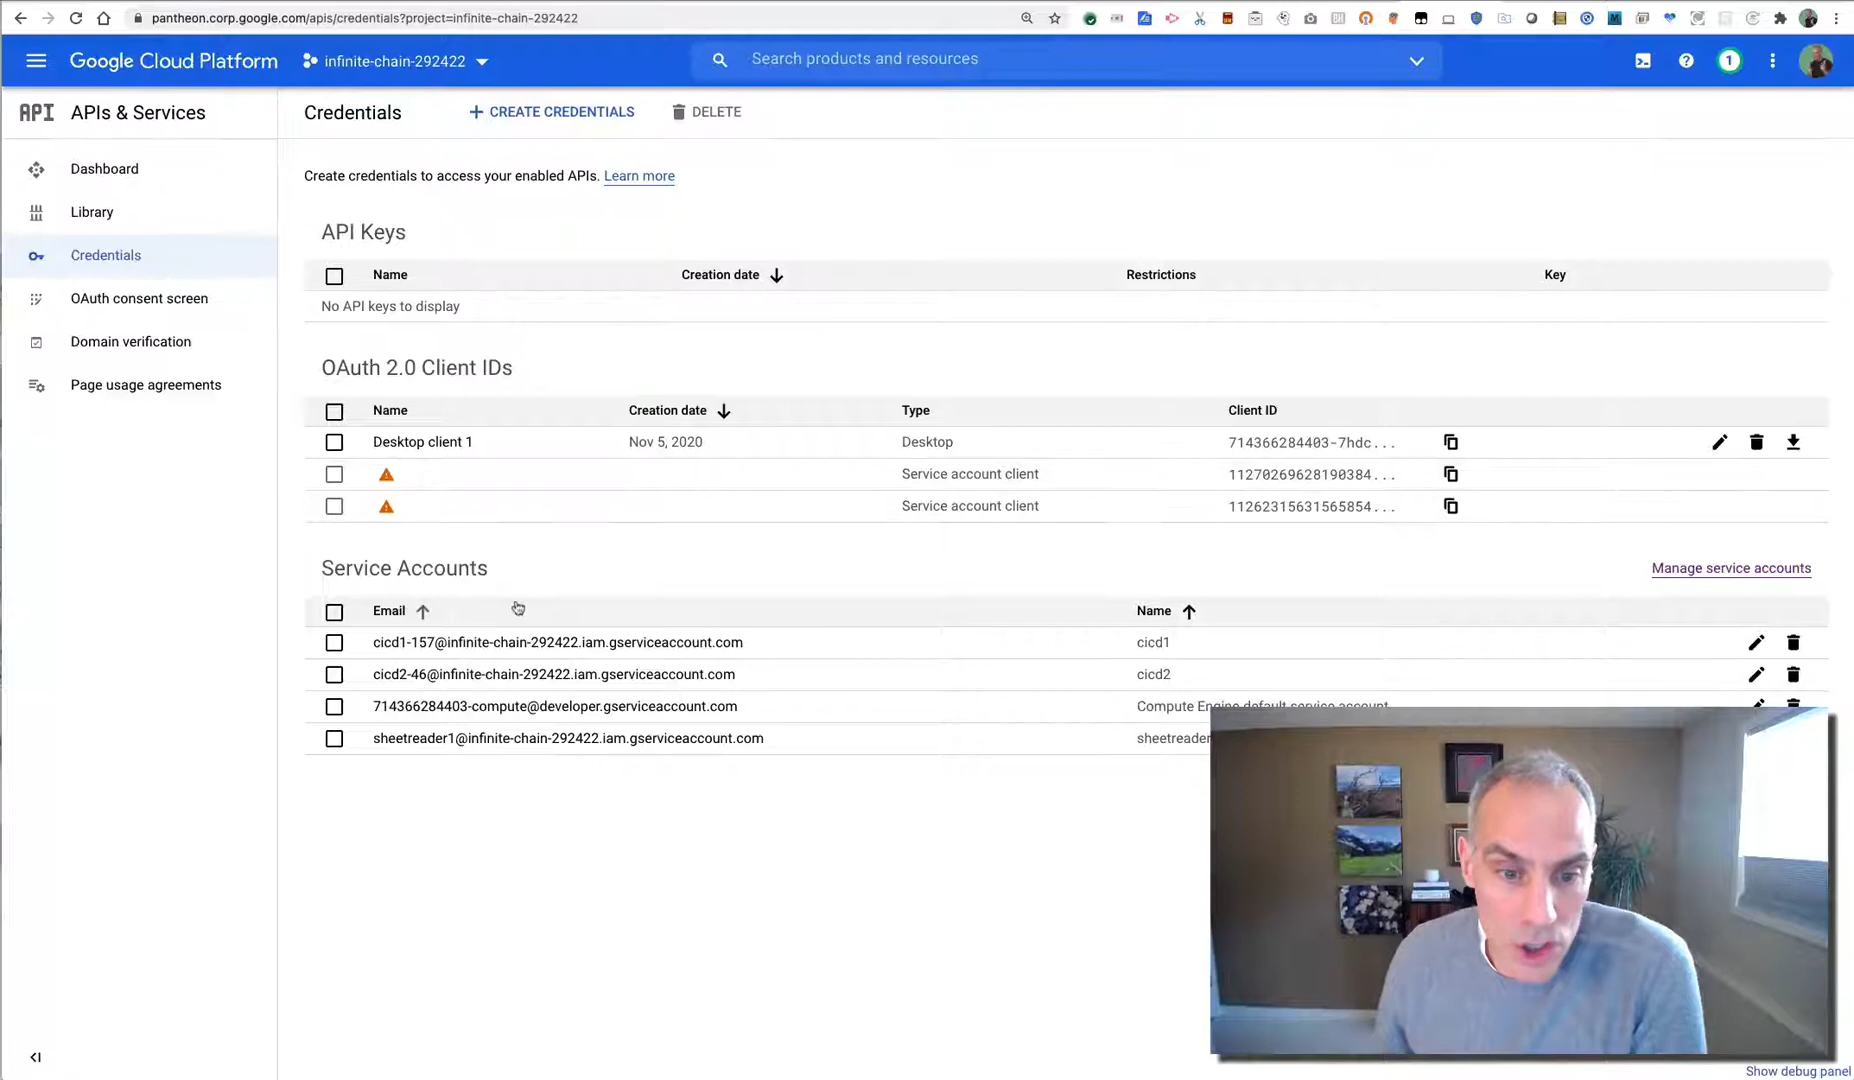 pantheon.corp.google.com/apis/credentials?project=infinite-chain-292422
Google Cloud Platform
infinite-chain-292422
Search products and resources
1
API APIs & Services
Credentials
+ CREATE CREDENTIALS
DELETE
Dashboard
Library
Credentials
OAuth consent screen
Domain verification
Page usage agreements
Create credentials to access your enabled APIs. Learn more
API Keys
Name Creation date Restrictions Key
No API keys to display
OAuth 2.0 Client IDs
Name Creation date Type Client ID
Desktop client 1 Nov 5, 2020 Desktop 714366284403-7hdc...
Service account client 11270269628190384...
Service account client 11262315631565854...
Service Accounts
Manage service accounts
Email Name
cicd1-157@infinite-chain-292422.iam.gserviceaccount.com cicd1
cicd2-46@infinite-chain-292422.iam.gserviceaccount.com cicd2
714366284403-compute@developer.gserviceaccount.com Compute Engine default service account
sheetreader1@infinite-chain-292422.iam.gserviceaccount.com sheetreader
Show debug panel